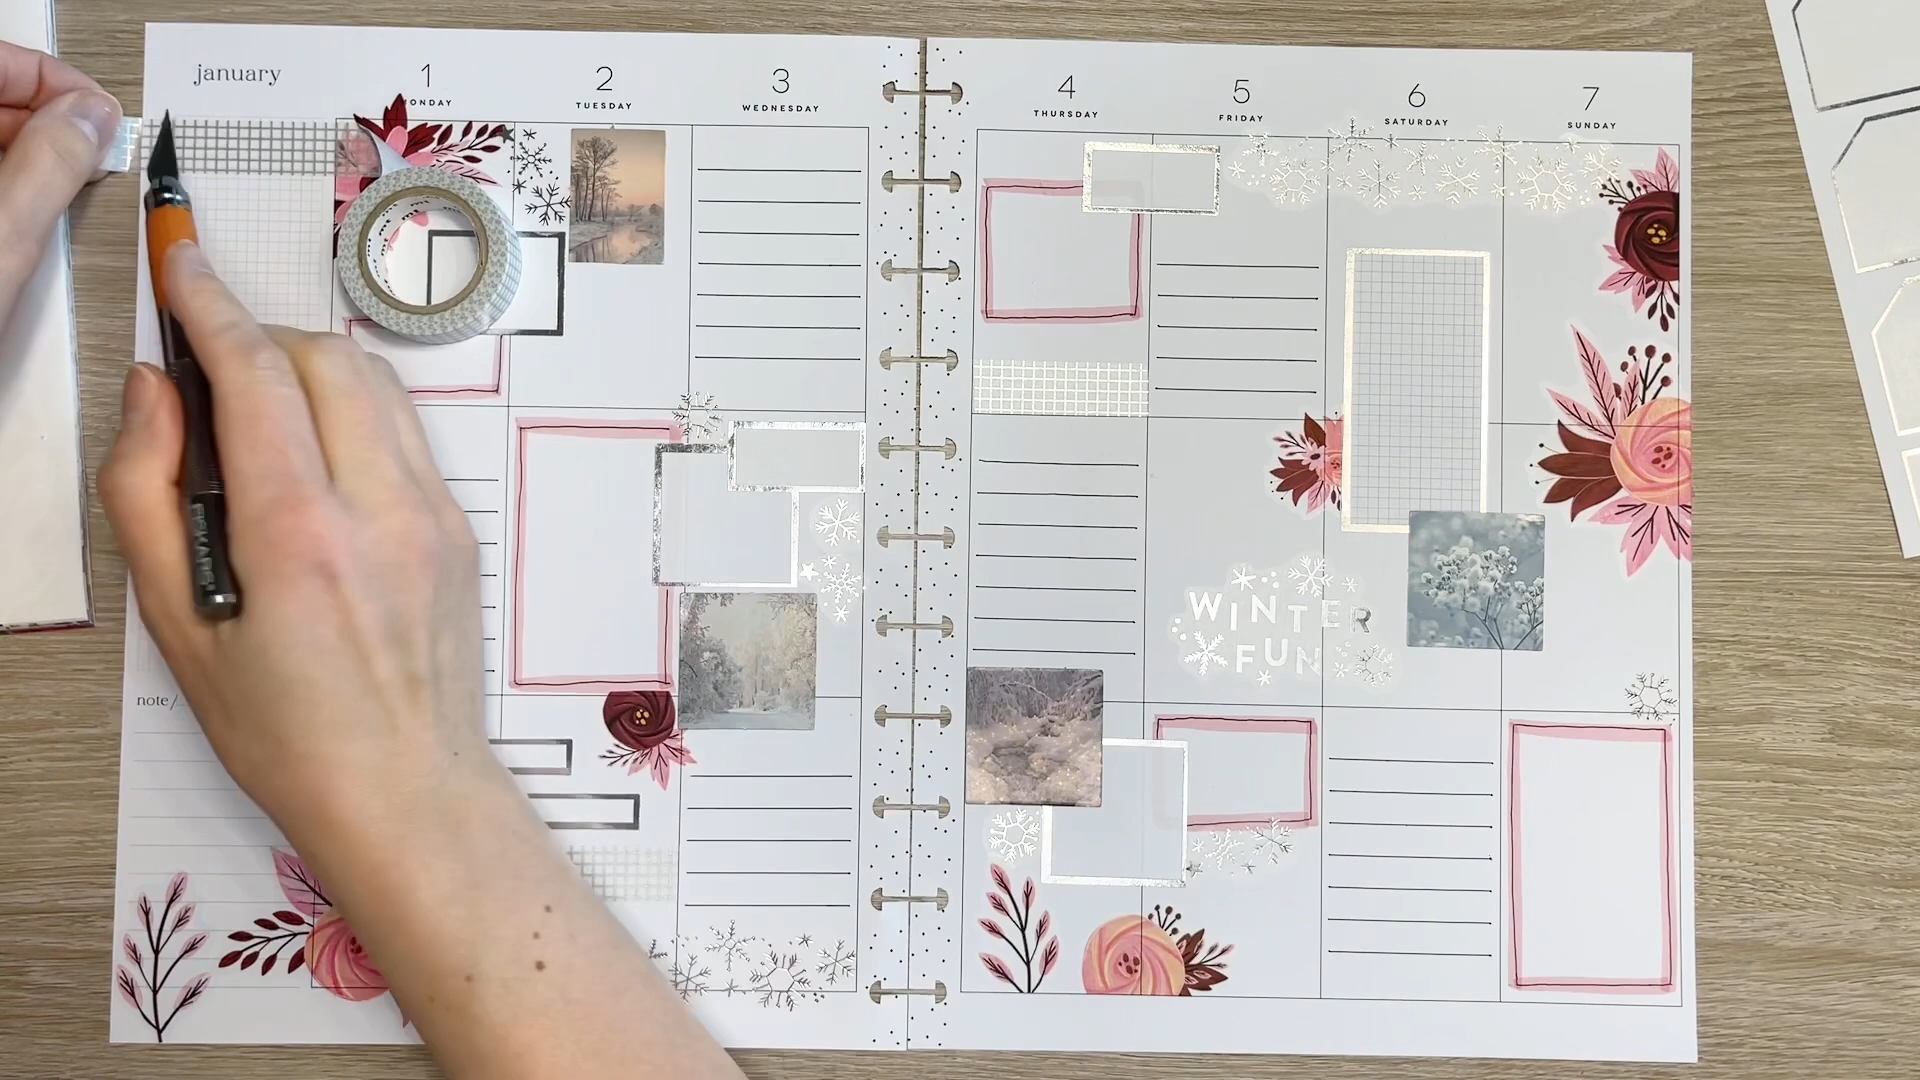 january
1
MONDAY
2
TUESDAY
3
WEDNESDAY
4
THURSDAY
5
FRIDAY
6
SATURDAY
7
SUNDAY
WINTER
FUN
note/
FISKARS